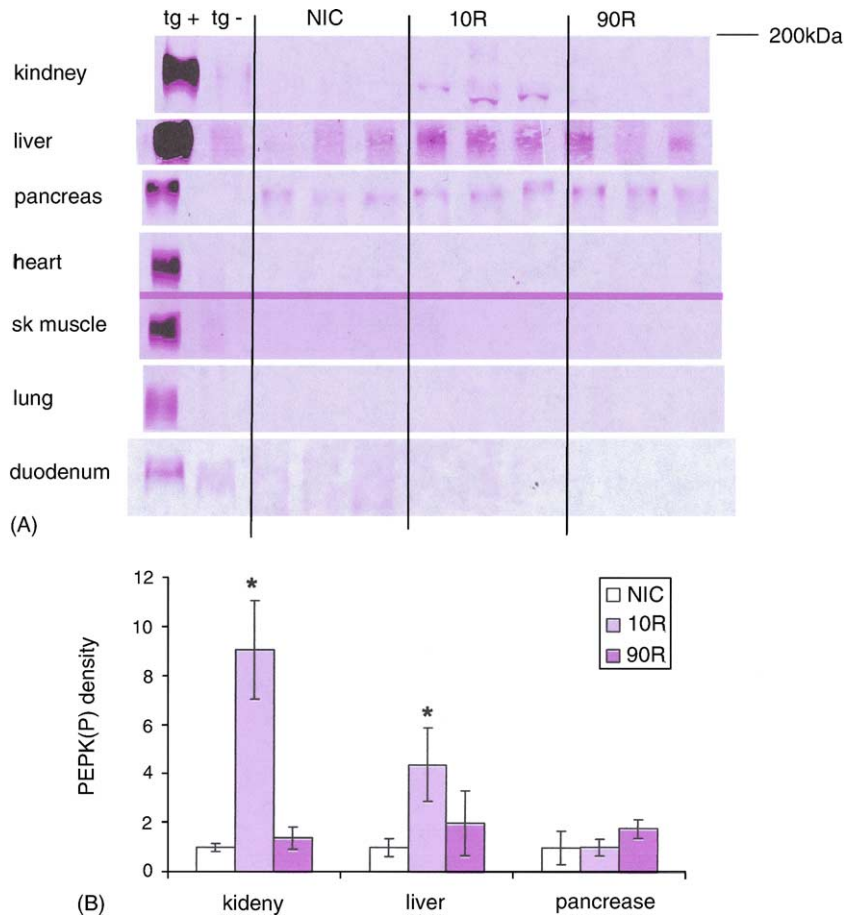 tg + tg - NIC 10R 90R
200kDa
kindney
liver
pancreas
heart
sk muscle
lung
duodenum
(A)
12
10
8
6
4
2
0
PEPK(P) density
*
*
NIC
10R
90R
kideny liver pancrease
(B)